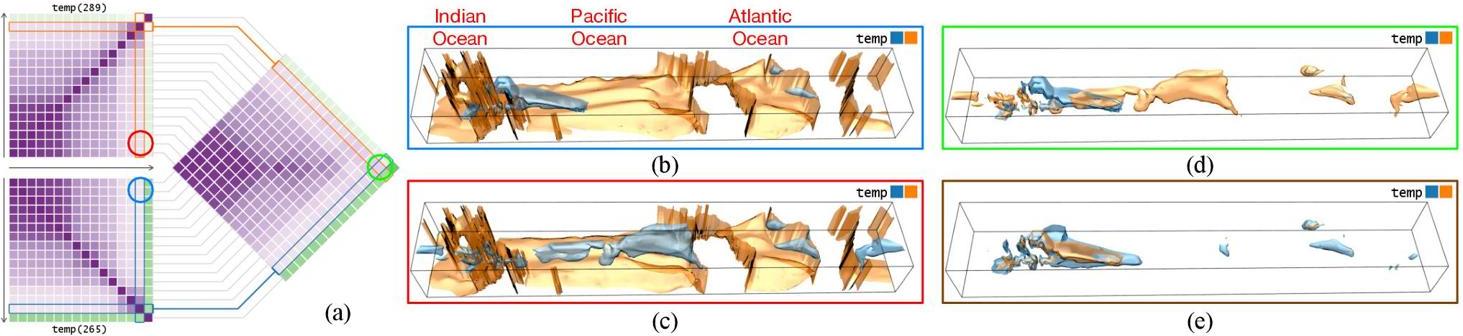 temp(289)
temp(265)
(a)
Indian Ocean
Pacific Ocean
Atlantic Ocean
temp
(b)
temp
(c)
temp
(d)
temp
(e)